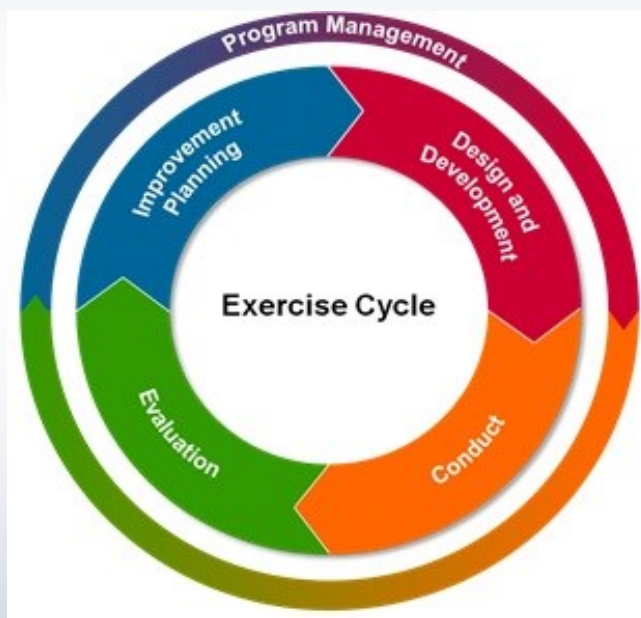 Program Management
Improvement
Planning
Design and
Development
Exercise Cycle
Evaluation
Conduct